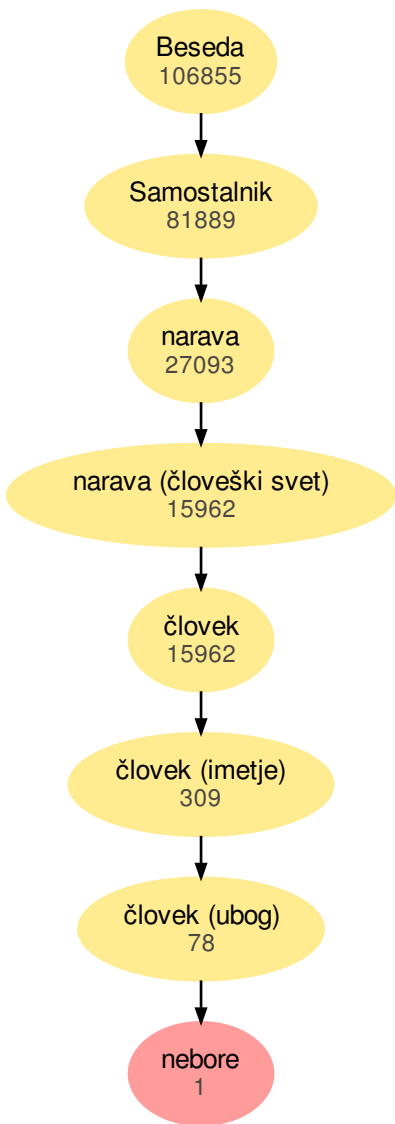 Beseda
106855
Samostalnik
81889
narava
27093
narava (človeški svet)
15962
človek
15962
človek (imetje)
309
človek (ubog)
78
nebore
1